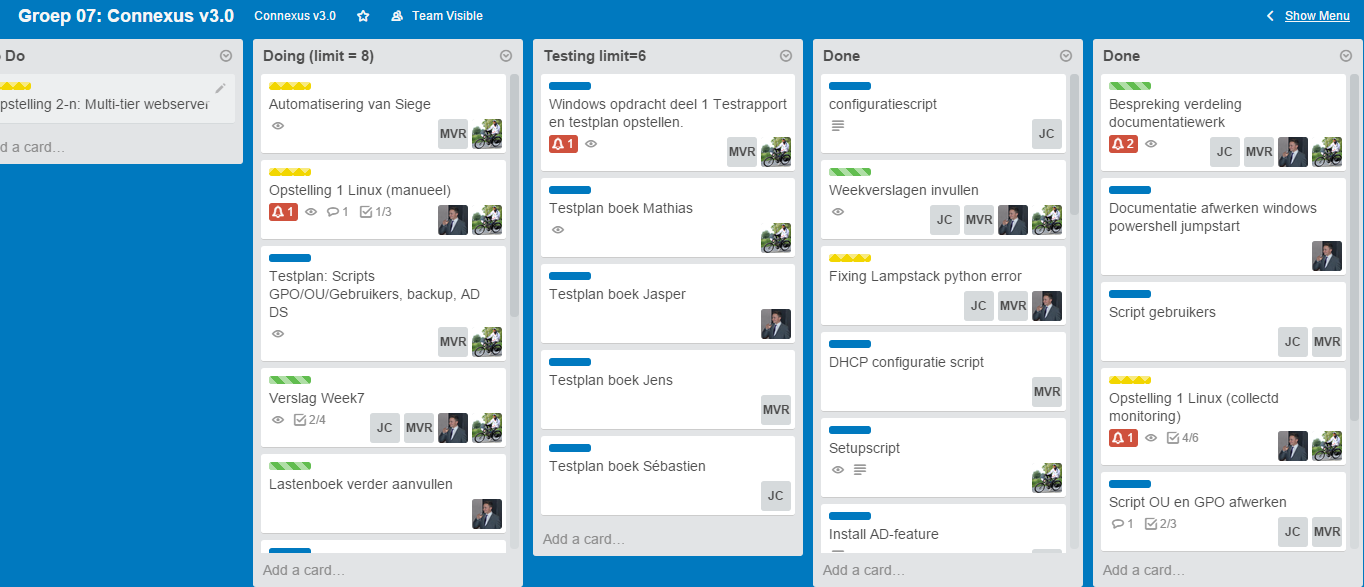 Groep 07: Connexus v3.0
Connexus v3.0
Team Visible
Show Menu
Do
pstelling 2-n: Multi-tier webserver
d a card…
Doing (limit = 8)
Automatisering van Siege
MVR
Opstelling 1 Linux (manueel)
1
1
1/3
Testplan: Scripts
GPO/OU/Gebruikers, backup, AD
DS
MVR
Verslag Week7
2/4
JC
MVR
Lastenboek verder aanvullen
Add a card…
Testing limit=6
Windows opdracht deel 1 Testrapport
en testplan opstellen.
1
MVR
Testplan boek Mathias
Testplan boek Jasper
Testplan boek Jens
MVR
Testplan boek Sébastien
JC
Add a card…
Done
configuratiescript
JC
Weekverslagen invullen
JC
MVR
Fixing Lampstack python error
JC
MVR
DHCP configuratie script
MVR
Setupscript
Install AD-feature
Add a card…
Done
Bespreking verdeling
documentatiewerk
2
JC
MVR
Documentatie afwerken windows
powershell jumpstart
Script gebruikers
JC
MVR
Opstelling 1 Linux (collectd
monitoring)
1
4/6
Script OU en GPO afwerken
1
2/3
JC
MVR
Add a card…